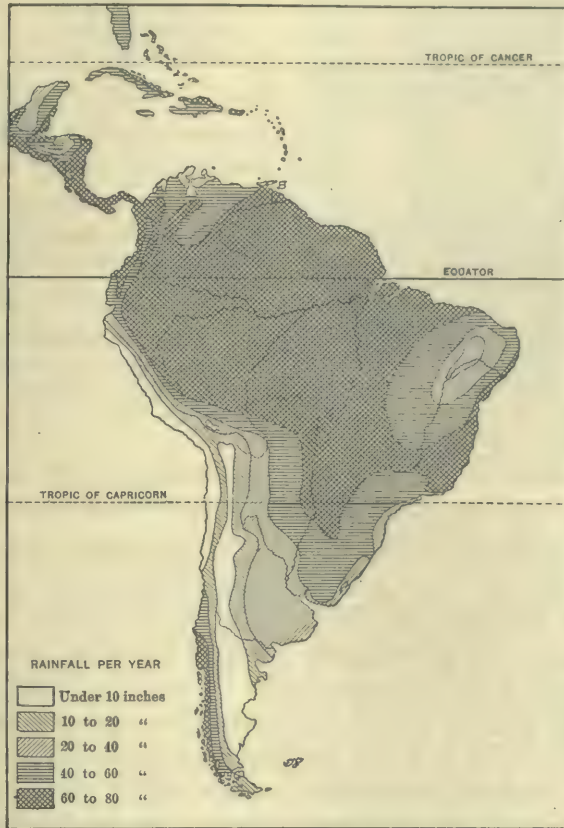 TROPIC OF CANCER
EQUATOR
TROPIC OF CAPRICORN
RAINFALL PER YEAR
Under 10 inches
10 to 20 "
20 to 40 "
40 to 60 "
60 to 80 "